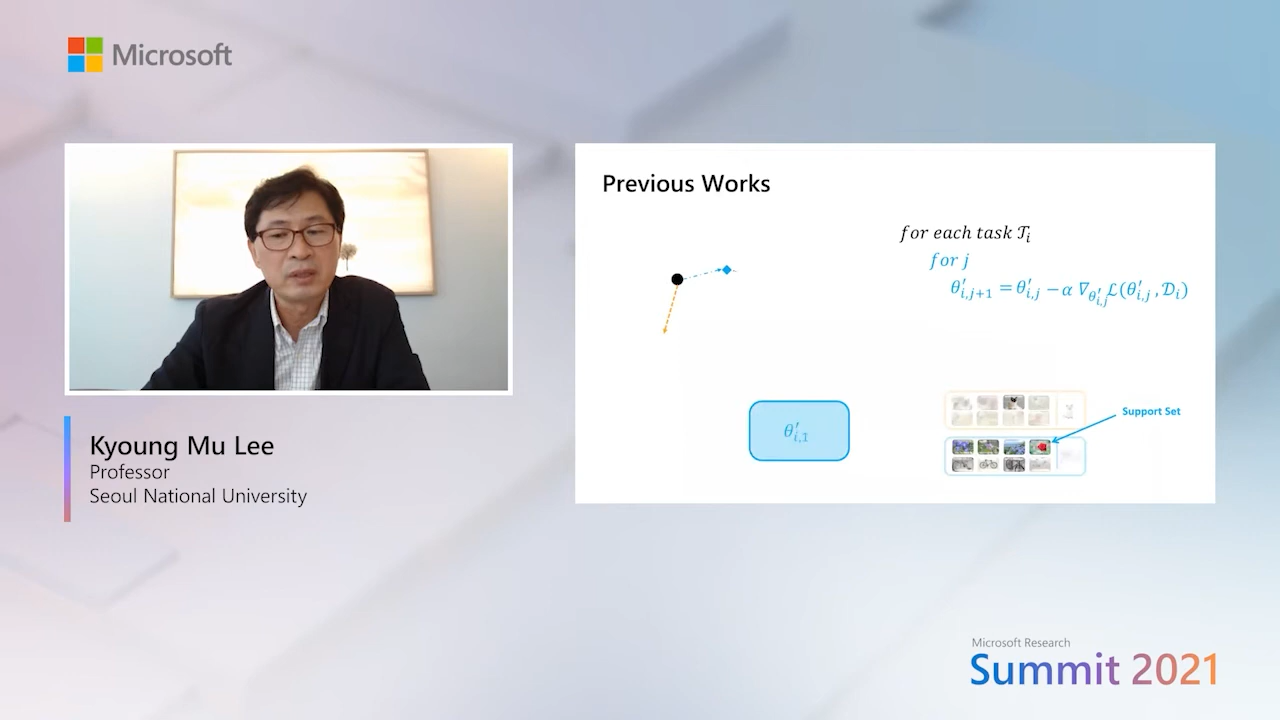 Microsoft
Previous Works
for each task 𝒯ᵢ
for j
θ′ᵢ,ⱼ₊₁ = θ′ᵢ,ⱼ − α ∇θ′ᵢ,ⱼ ℒ(θ′ᵢ,ⱼ , 𝒟ᵢ)
θ′ᵢ,₁
Support Set
Kyoung Mu Lee
Professor
Seoul National University
Microsoft Research
Summit 2021